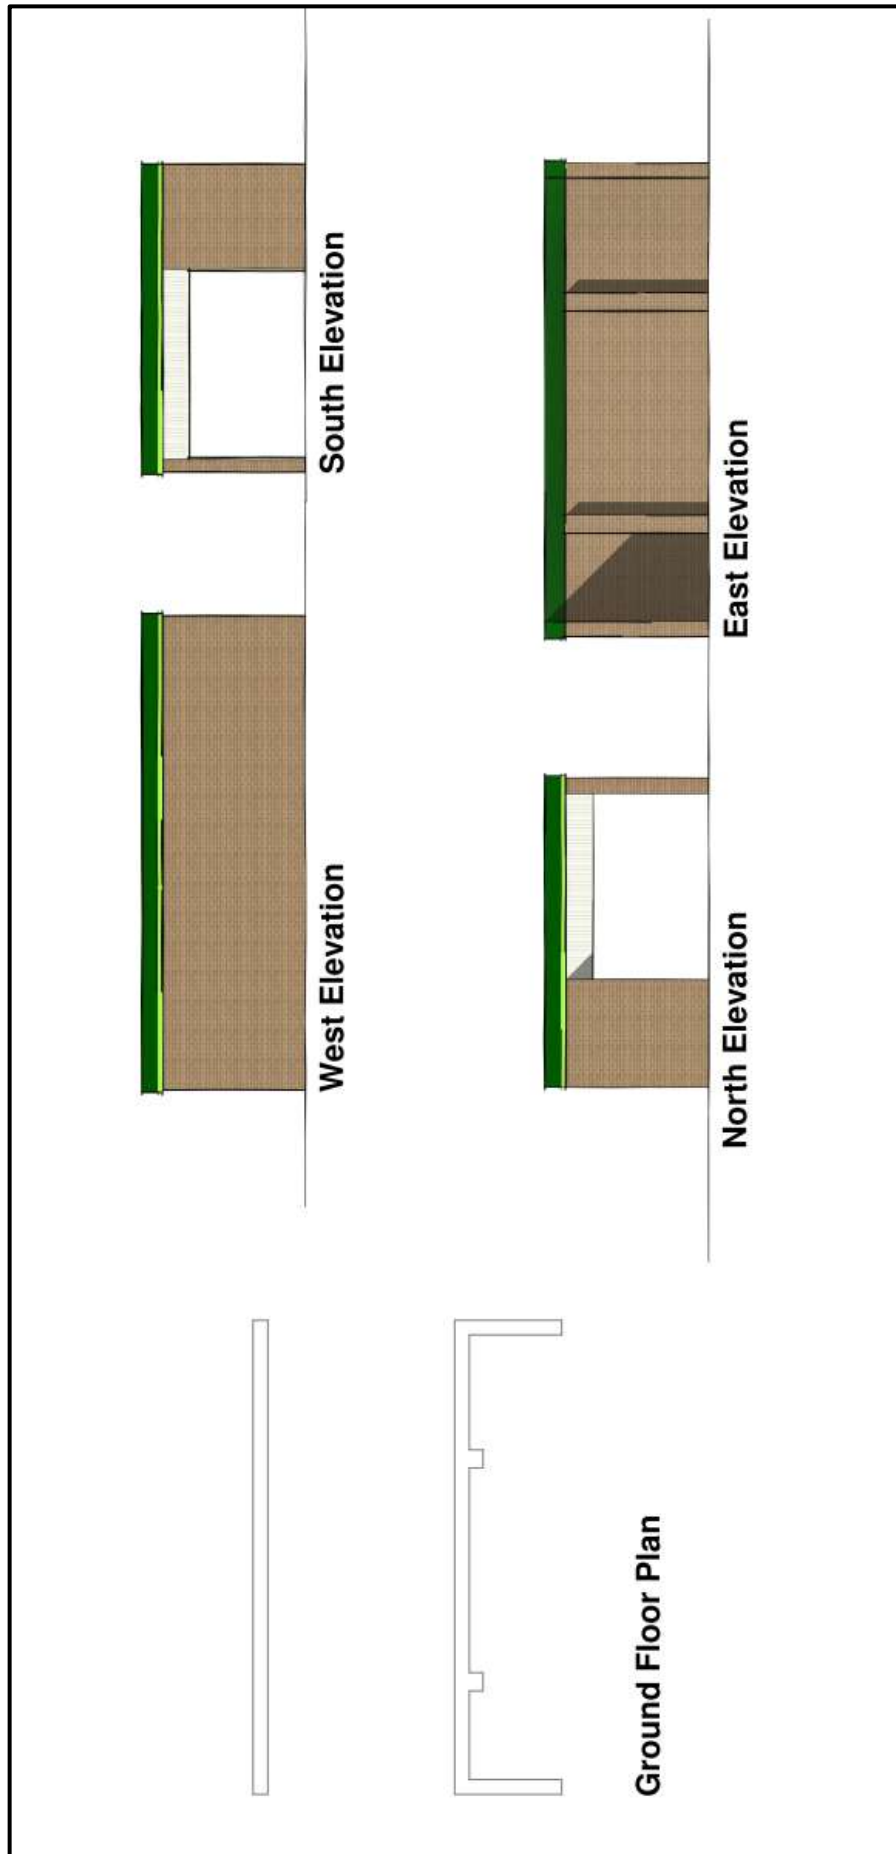 West Elevation
South Elevation
North Elevation
East Elevation
Ground Floor Plan